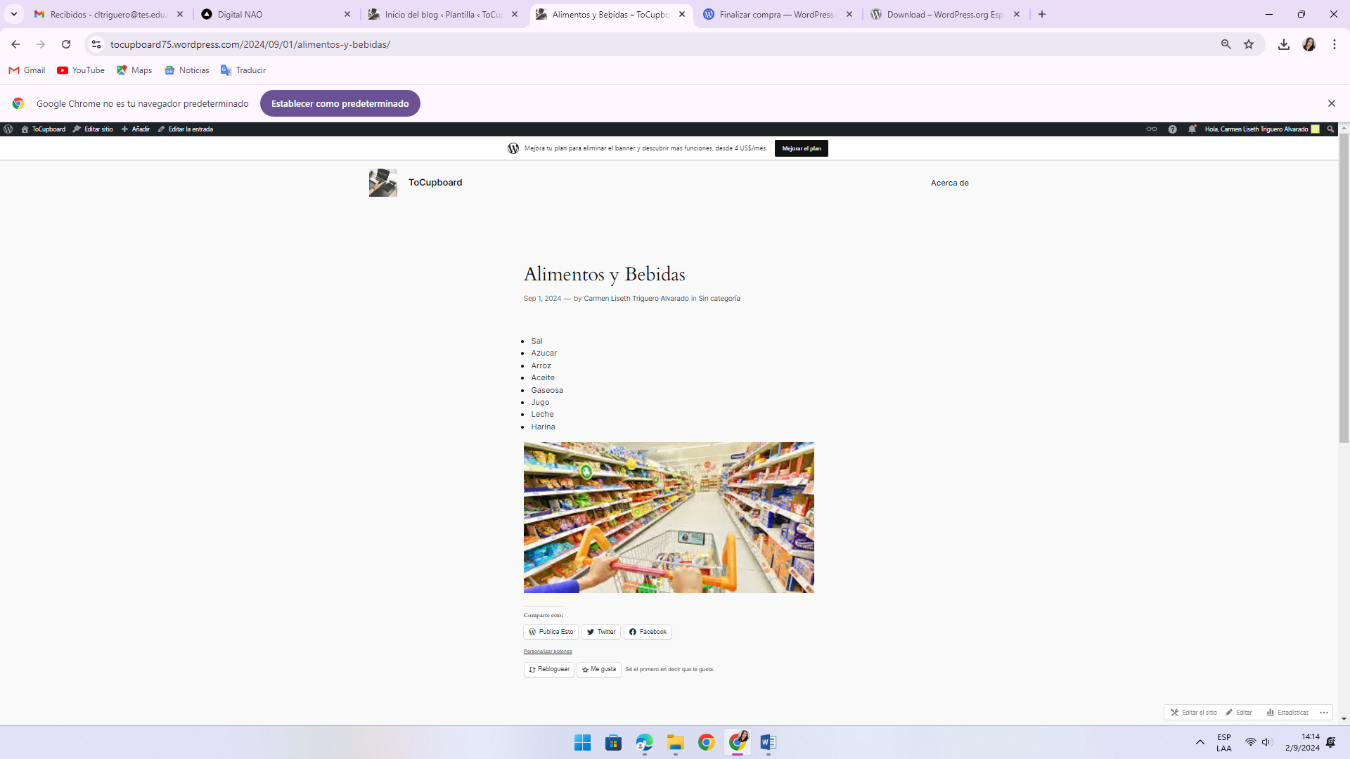 Recibidos - cltriguero@tes.edu.
Digital NAO
Inicio del blog ‹ Plantilla ‹ ToCu
Alimentos y Bebidas – ToCupbo
Finalizar compra — WordPress.
Download – WordPress.org Esp
tocupboard75.wordpress.com/2024/09/01/alimentos-y-bebidas/
Gmail YouTube Maps Noticias Traducir
Google Chrome no es tu navegador predeterminado Establecer como predeterminado
ToCupboard Editar sitio Añadir Editar la entrada Hola, Carmen Liseth Triguero Alvarado
Mejora tu plan para eliminar el banner y descubrir más funciones, desde 4 US$/mes. Mejorar el plan
ToCupboard Acerca de
Alimentos y Bebidas
Sep 1, 2024 — by Carmen Liseth Triguero Alvarado in Sin categoría
Sal
Azucar
Arroz
Aceite
Gaseosa
Jugo
Leche
Harina
Comparte esto:
Publica Esto Twitter Facebook
Personalizar botones
Rebloguear Me gusta Sé el primero en decir que te gusta.
Editar el sitio Editar Estadísticas ...
ESP 14:14
LAA 2/9/2024